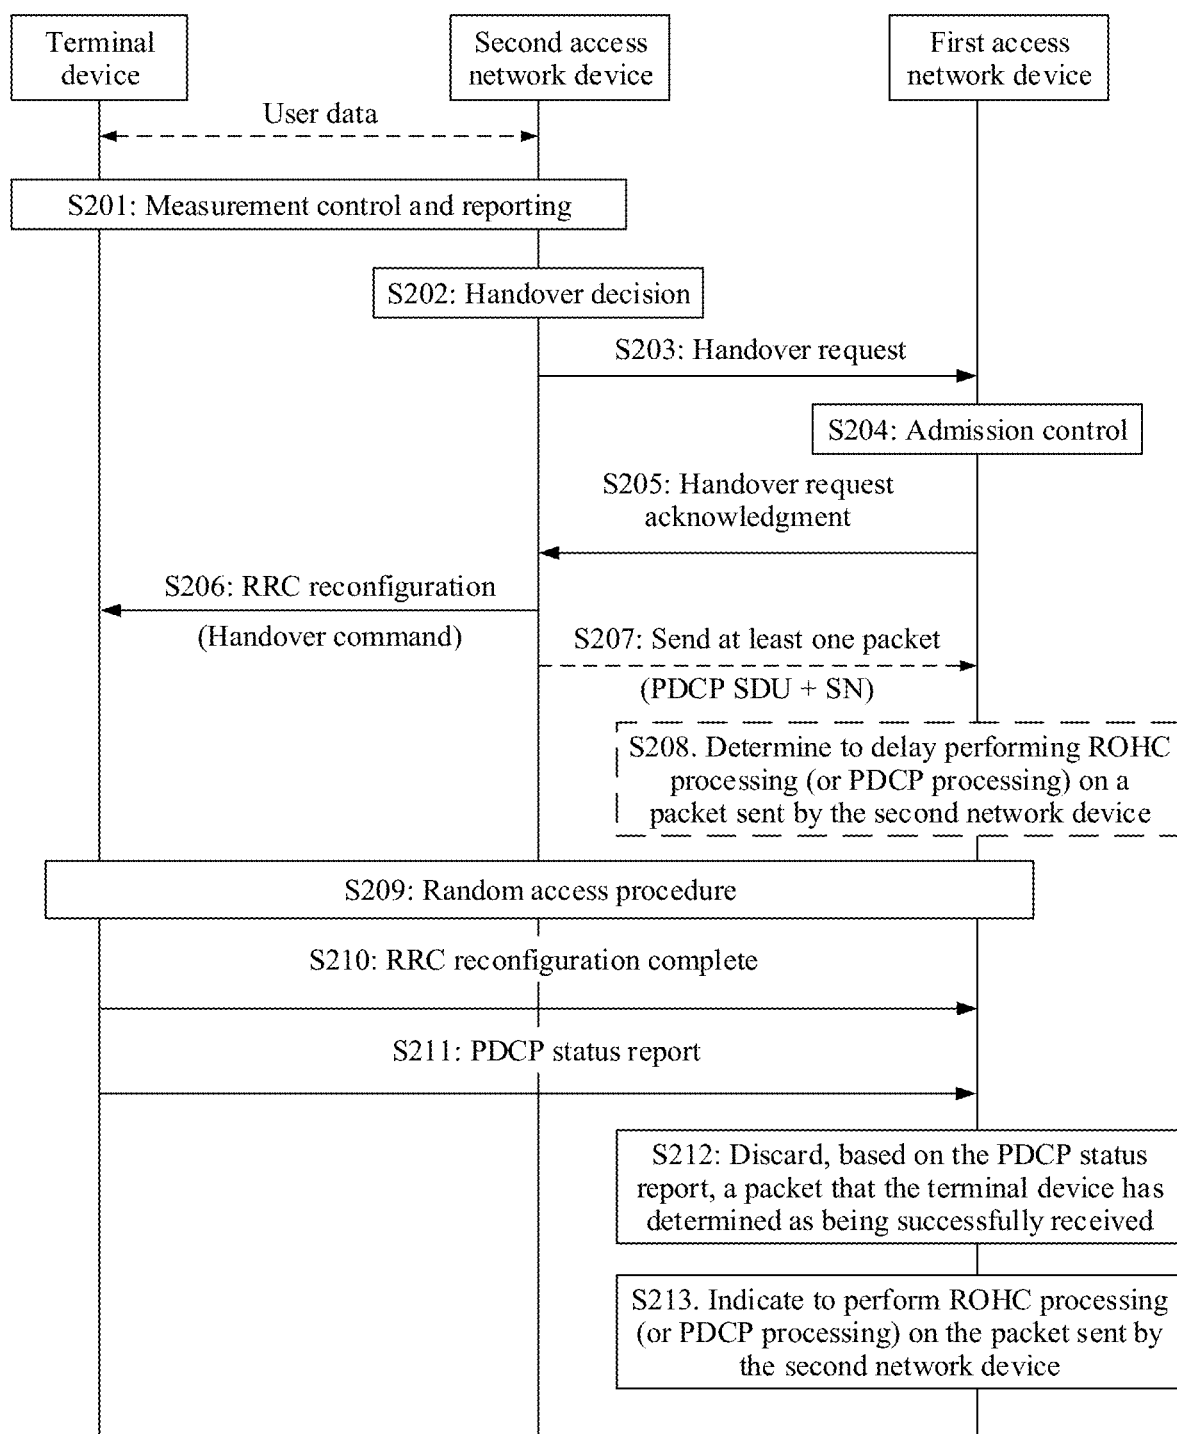 Terminal
device
Second access
network device
First access
network device
User data
S201: Measurement control and reporting
S202: Handover decision
S203: Handover request
S204: Admission control
S205: Handover request
acknowledgment
S206: RRC reconfiguration
(Handover command)
S207: Send at least one packet
(PDCP SDU + SN)
S208. Determine to delay performing ROHC
processing (or PDCP processing) on a
packet sent by the second network device
S209: Random access procedure
S210: RRC reconfiguration complete
S211: PDCP status report
S212: Discard, based on the PDCP status
report, a packet that the terminal device has
determined as being successfully received
S213. Indicate to perform ROHC processing
(or PDCP processing) on the packet sent by
the second network device